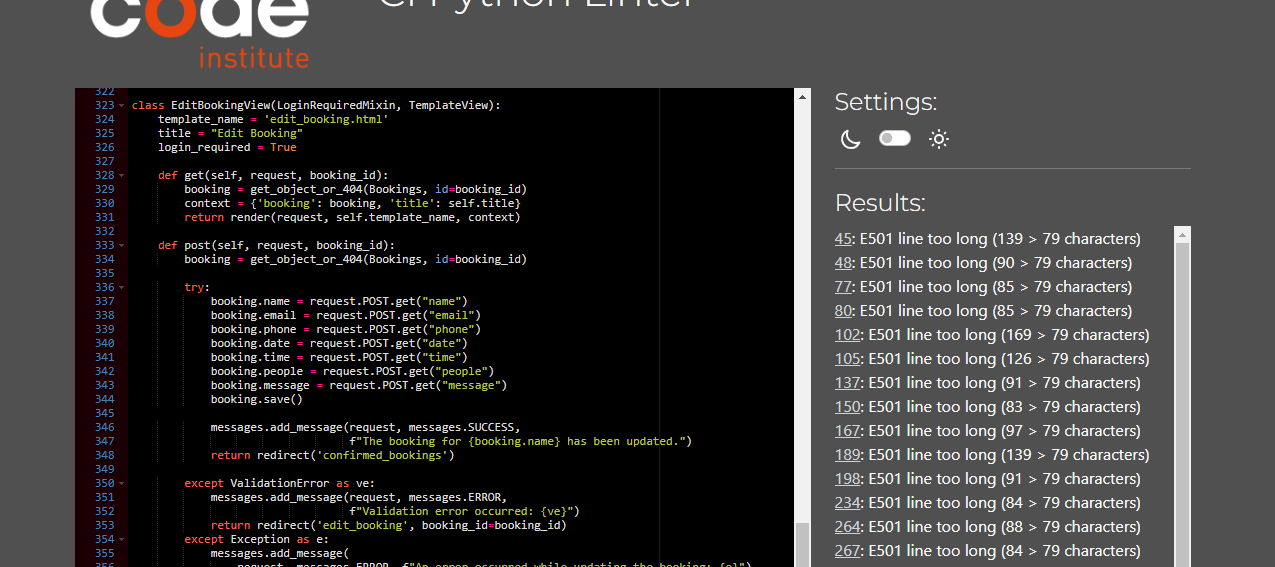 code
institute
CI Python Linter
322
323 class EditBookingView(LoginRequiredMixin, TemplateView):
324 template_name = 'edit_booking.html'
325 title = "Edit Booking"
326 login_required = True
327
328 def get(self, request, booking_id):
329 booking = get_object_or_404(Bookings, id=booking_id)
330 context = {'booking': booking, 'title': self.title}
331 return render(request, self.template_name, context)
332
333 def post(self, request, booking_id):
334 booking = get_object_or_404(Bookings, id=booking_id)
335
336 try:
337 booking.name = request.POST.get("name")
338 booking.email = request.POST.get("email")
339 booking.phone = request.POST.get("phone")
340 booking.date = request.POST.get("date")
341 booking.time = request.POST.get("time")
342 booking.people = request.POST.get("people")
343 booking.message = request.POST.get("message")
344 booking.save()
345
346 messages.add_message(request, messages.SUCCESS,
347 f"The booking for {booking.name} has been updated.")
348 return redirect('confirmed_bookings')
349
350 except ValidationError as ve:
351 messages.add_message(request, messages.ERROR,
352 f"Validation error occurred: {ve}")
353 return redirect('edit_booking', booking_id=booking_id)
354 except Exception as e:
355 messages.add_message(
356 request, messages.ERROR, f"An error occurred while updating the booking: {e}")
Settings:
Results:
45: E501 line too long (139 > 79 characters)
48: E501 line too long (90 > 79 characters)
77: E501 line too long (85 > 79 characters)
80: E501 line too long (85 > 79 characters)
102: E501 line too long (169 > 79 characters)
105: E501 line too long (126 > 79 characters)
137: E501 line too long (91 > 79 characters)
150: E501 line too long (83 > 79 characters)
167: E501 line too long (97 > 79 characters)
189: E501 line too long (139 > 79 characters)
198: E501 line too long (91 > 79 characters)
234: E501 line too long (84 > 79 characters)
264: E501 line too long (88 > 79 characters)
267: E501 line too long (84 > 79 characters)